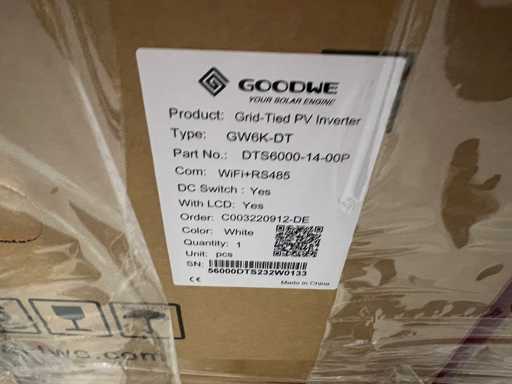 GOODWE
YOUR SOLAR ENGINE
Product: Grid-Tied PV Inverter
Type: GW6K-DT
Part No.: DTS6000-14-00P
Com: WiFi+RS485
DC Switch : Yes
With LCD: Yes
Order: C003220912-DE
Color: White
Quantity: 1
Unit: pcs
SN:
56000DTS232W0133
CE Made in China
.com